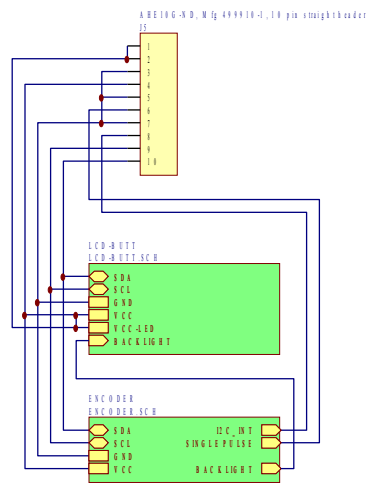 AHE10G-ND, Mfg 499910-1, 10 pin straight header
J5
1
2
3
4
5
6
7
8
9
10
LCD-BUTT
LCD-BUTT.SCH
SDA
SCL
GND
VCC
VCC-LED
BACKLIGHT
ENCODER
ENCODER.SCH
SDA I2C_INT
SCL SINGLEPULSE
GND
VCC BACKLIGHT